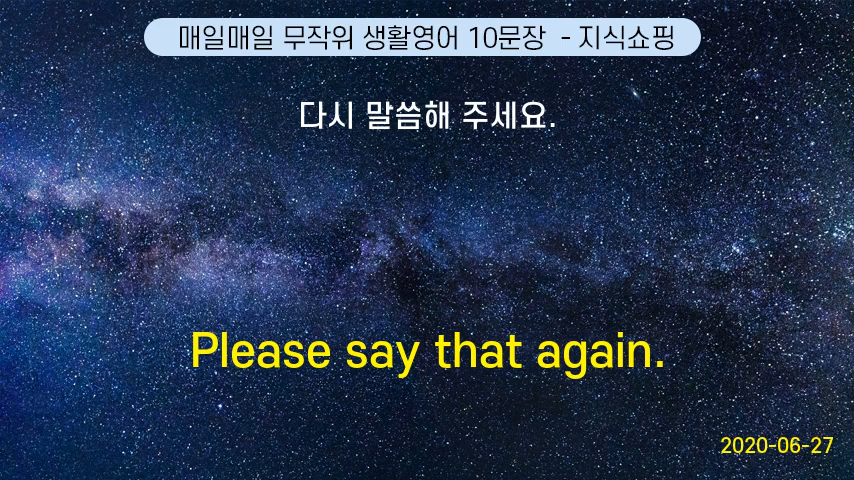 매일매일 무작위 생활영어 10문장 - 지식쇼핑
다시 말씀해 주세요.
Please say that again.
2020-06-27